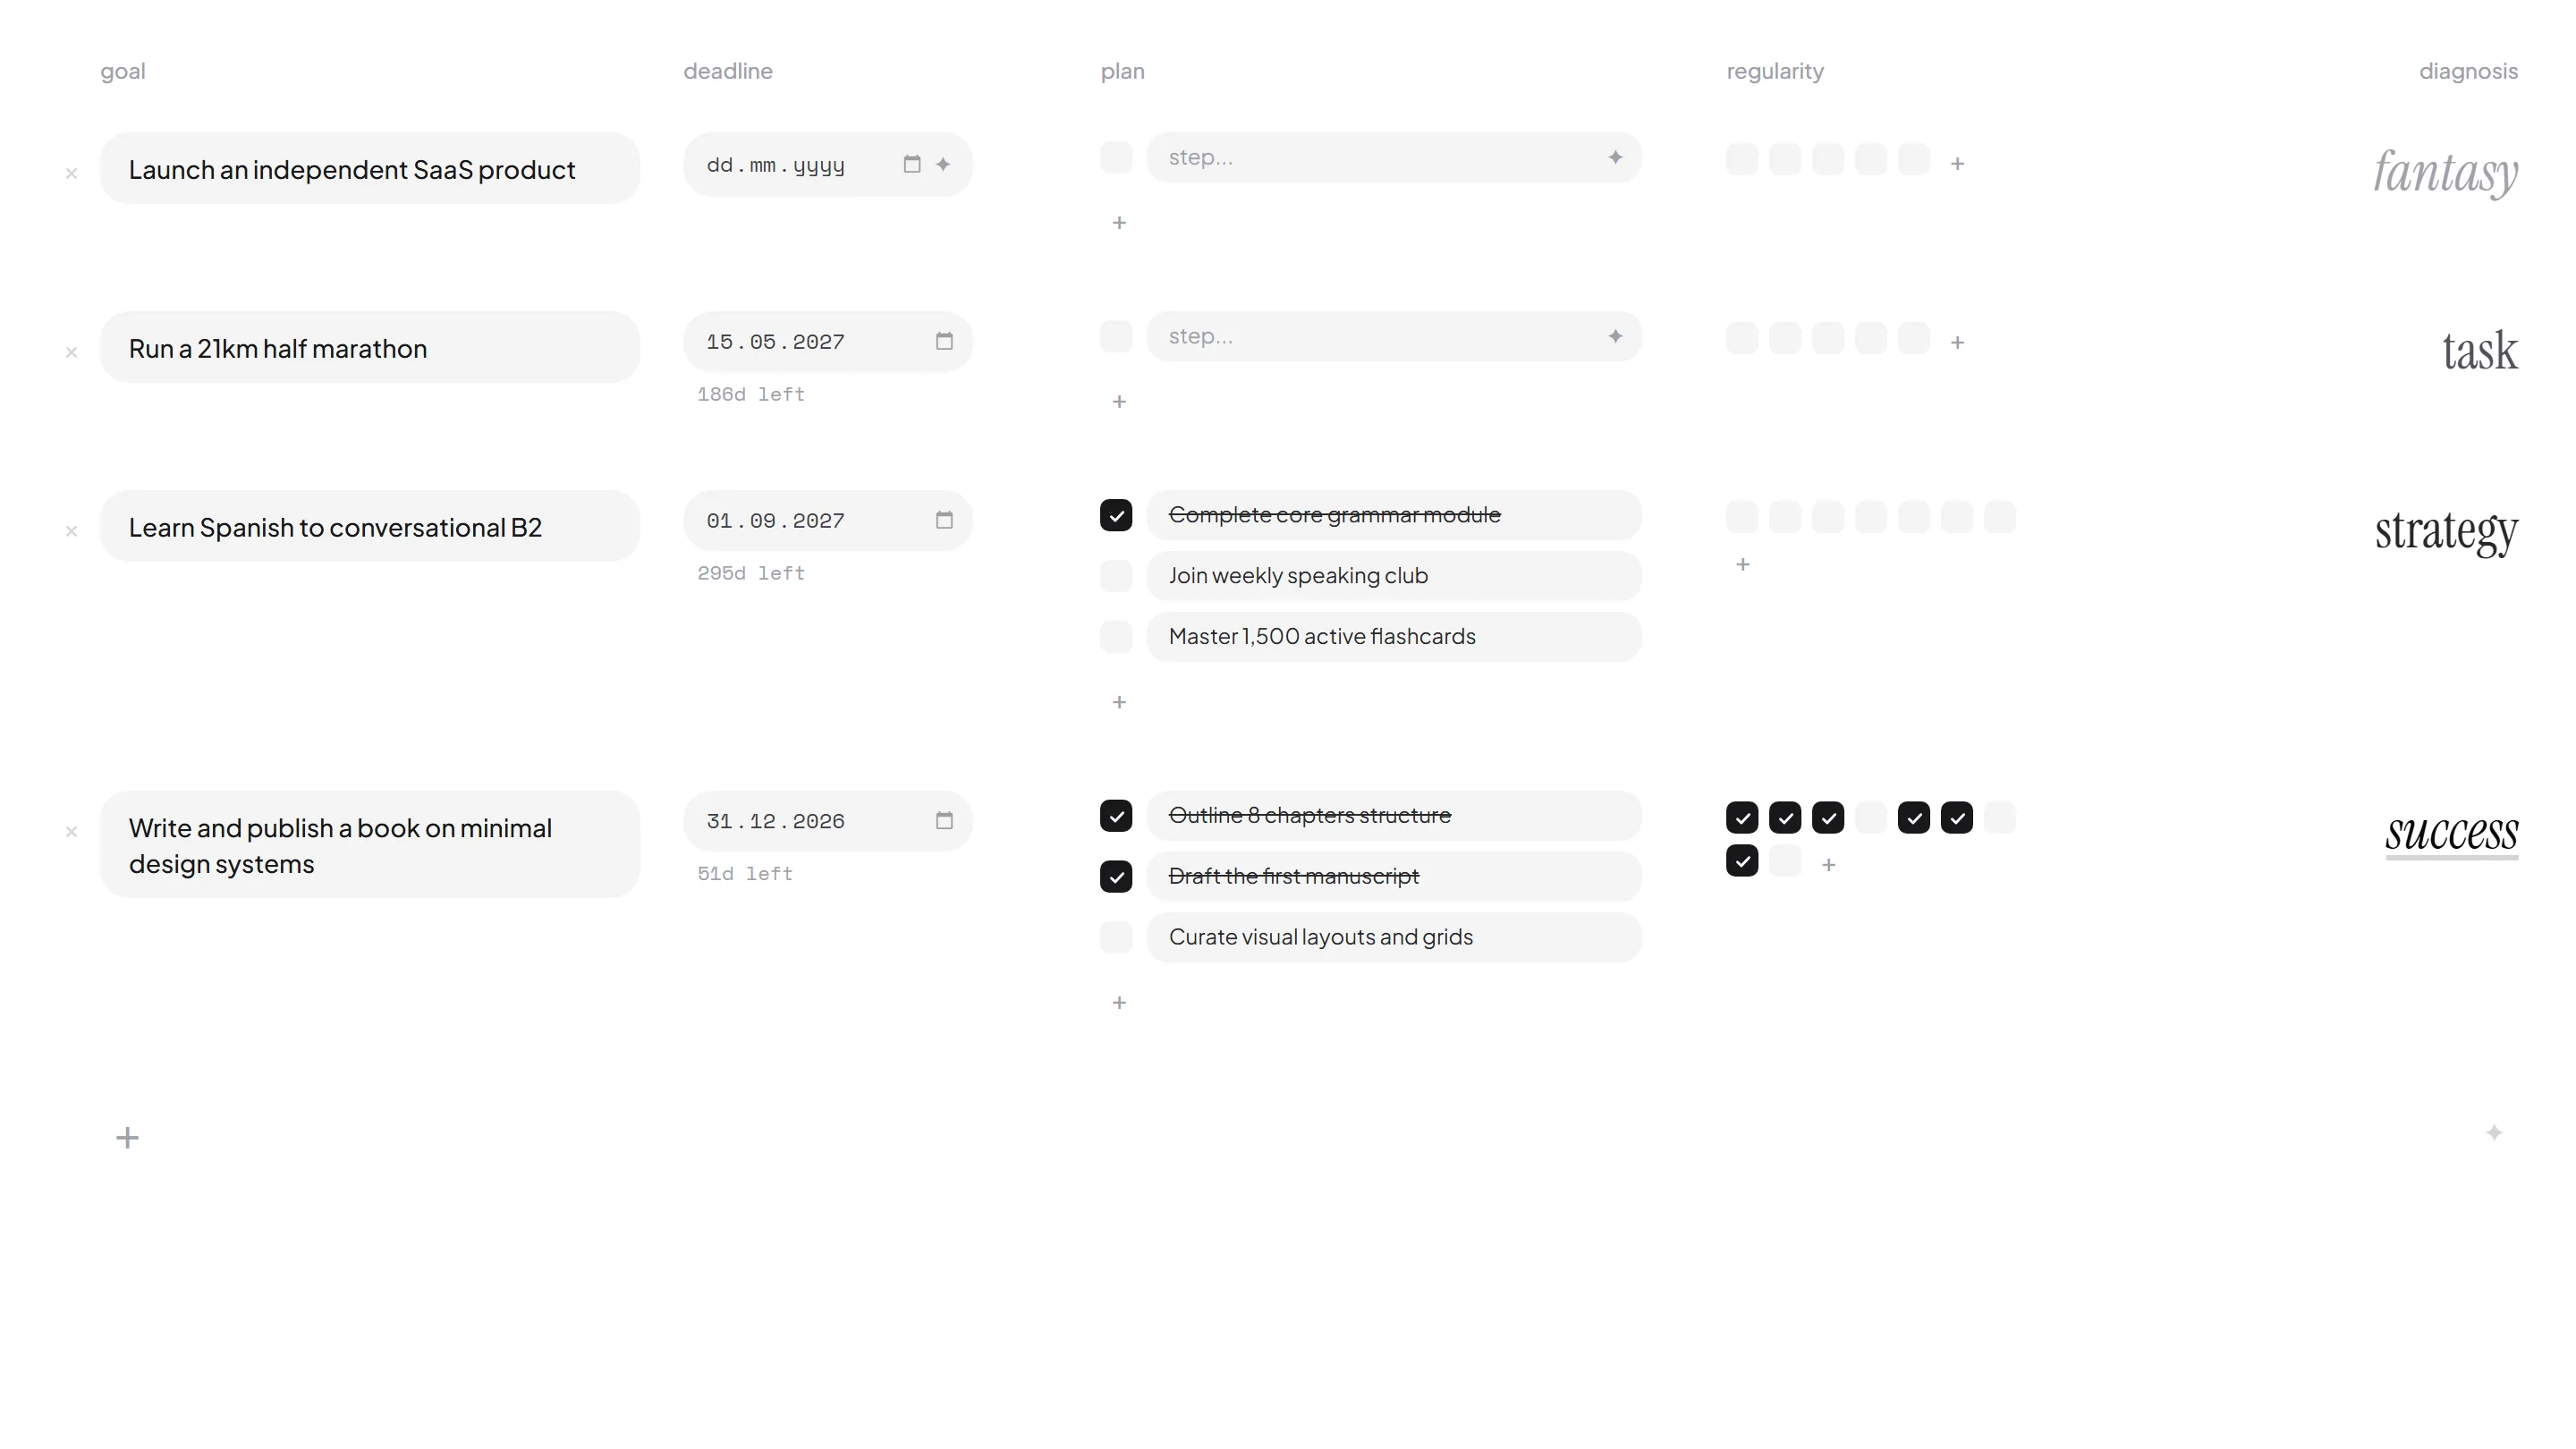 goal deadline plan regularity diagnosis
Launch an independent SaaS product dd.mm.yyyy step... fantasy
Run a 21km half marathon 15.05.2027 step... task
186d left
Learn Spanish to conversational B2 01.09.2027 Complete core grammar module strategy
295d left Join weekly speaking club
Master 1,500 active flashcards
Write and publish a book on minimal 31.12.2026 Outline 8 chapters structure success
design systems 51d left Draft the first manuscript
Curate visual layouts and grids